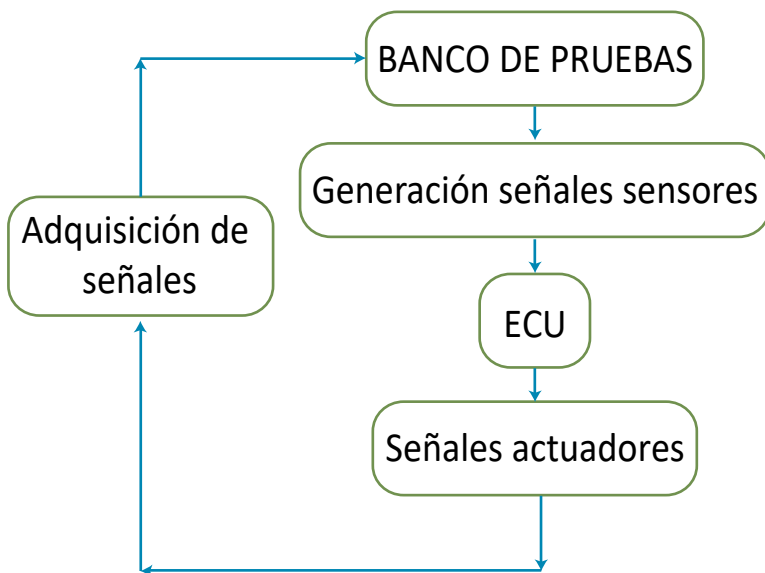 BANCO DE PRUEBAS
Generación señales sensores
Adquisición de
señales
ECU
Señales actuadores